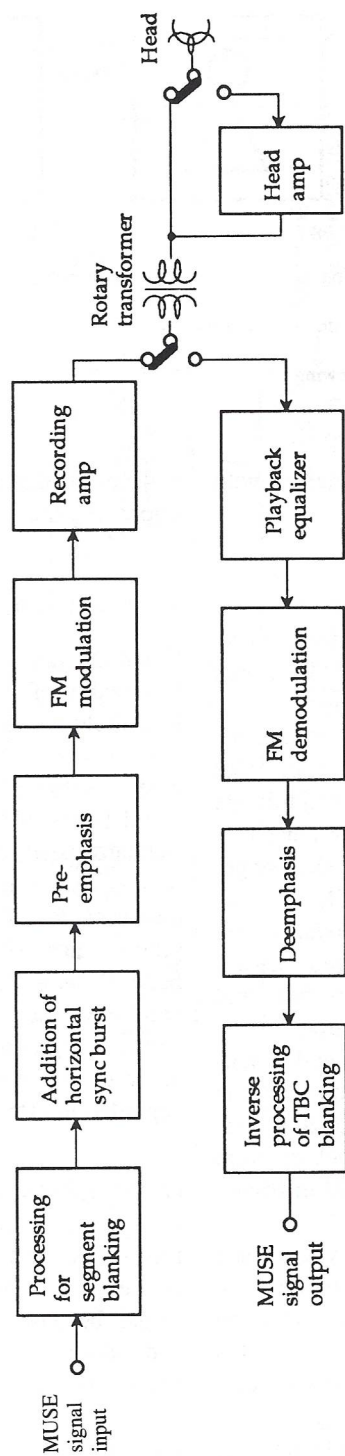 MUSE
signal
input
Processing
for
segment
blanking
Addition of
horizontal
sync burst
Pre-
emphasis
FM
modulation
Recording
amp
Rotary
transformer
Head
Head
amp
Playback
equalizer
FM
demodulation
Deemphasis
Inverse
processing
of TBC
blanking
MUSE
signal
output